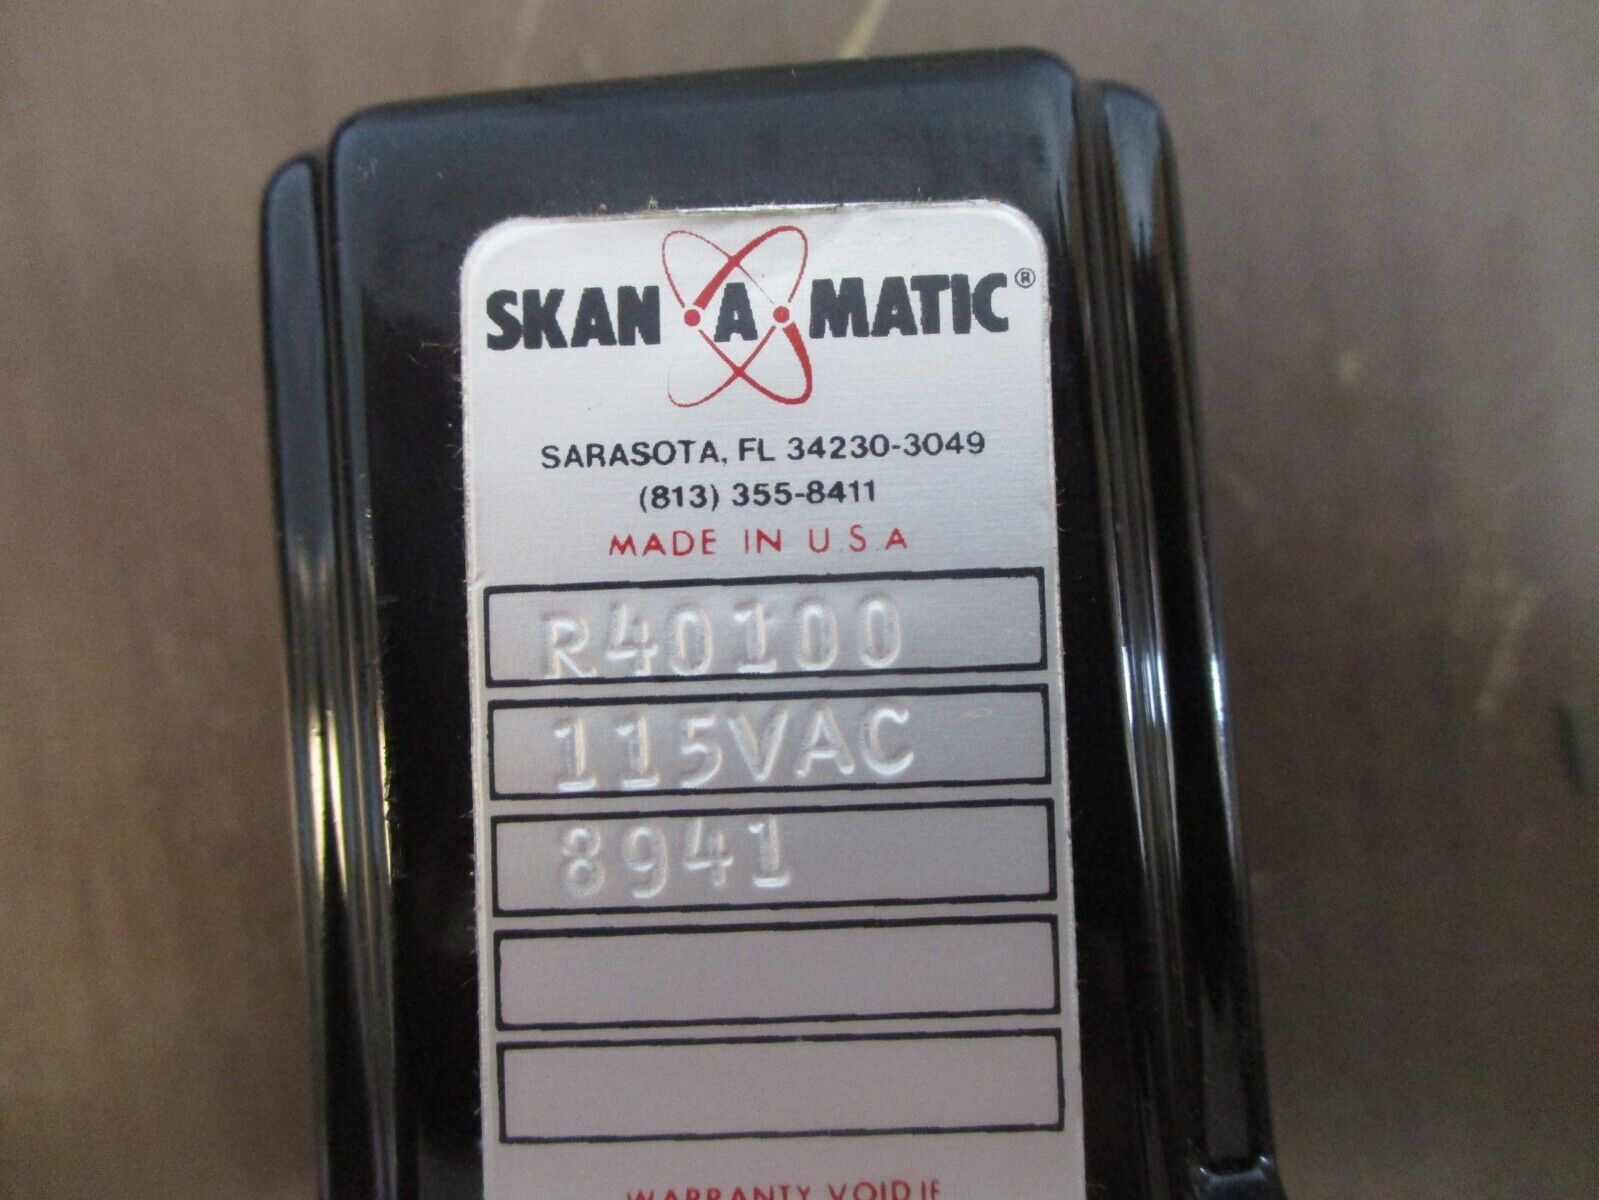 SKAN A MATIC®
SARASOTA, FL 34230-3049
(813) 355-8411
MADE IN U.S.A
R40100
115VAC
8941
WARRANTY VOID IF